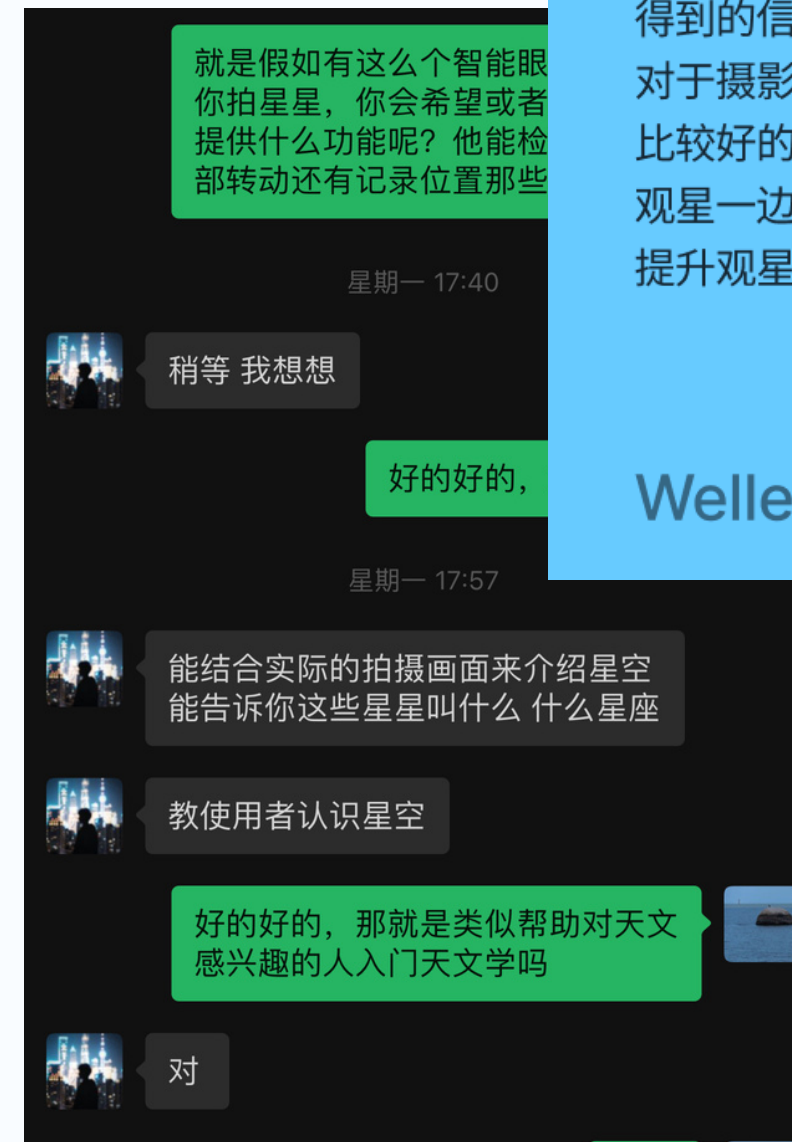 就是假如有这么个智能眼
你拍星星，你会希望或者
提供什么功能呢？他能检
部转动还有记录位置那些
星期一 17:40
稍等 我想想
好的好的，
星期一 17:57
能结合实际的拍摄画面来介绍星空
能告诉你这些星星叫什么 什么星座
教使用者认识星空
好的好的，那就是类似帮助对天文
感兴趣的人入门天文学吗
对
得到的信
对于摄影
比较好的
观星一边
提升观星
Welle